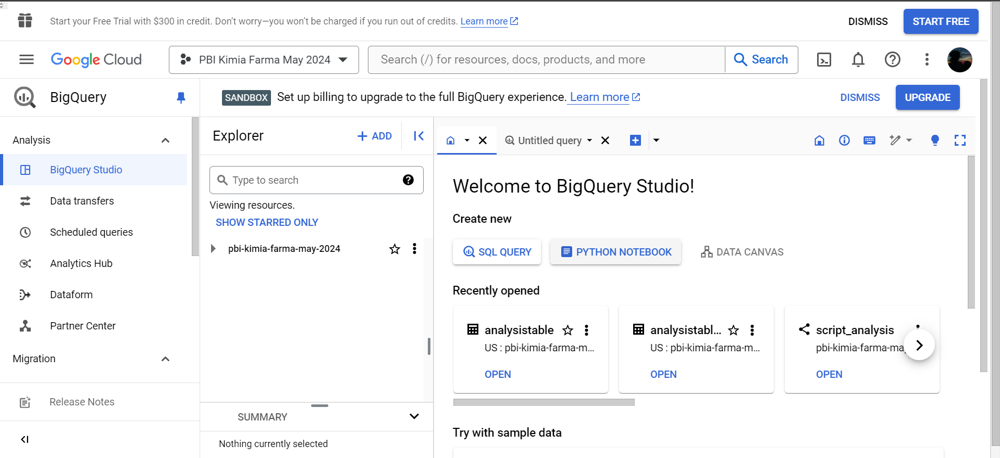 Start your Free Trial with $300 in credit. Don't worry—you won't be charged if you run out of credits. Learn more
DISMISS
START FREE
Google Cloud
PBI Kimia Farma May 2024
Search (/) for resources, docs, products, and more
Search
BigQuery
SANDBOX Set up billing to upgrade to the full BigQuery experience. Learn more
DISMISS
UPGRADE
Analysis
BigQuery Studio
Data transfers
Scheduled queries
Analytics Hub
Dataform
Partner Center
Migration
Release Notes
Explorer
+ ADD
Type to search
Viewing resources.
SHOW STARRED ONLY
pbi-kimia-farma-may-2024
SUMMARY
Nothing currently selected
Untitled query
Welcome to BigQuery Studio!
Create new
SQL QUERY
PYTHON NOTEBOOK
DATA CANVAS
Recently opened
analysistable
US : pbi-kimia-farma-m...
OPEN
analysistabl...
US : pbi-kimia-farma-m...
OPEN
script_analysis
pbi-kimia-farma-ma
OPEN
Try with sample data